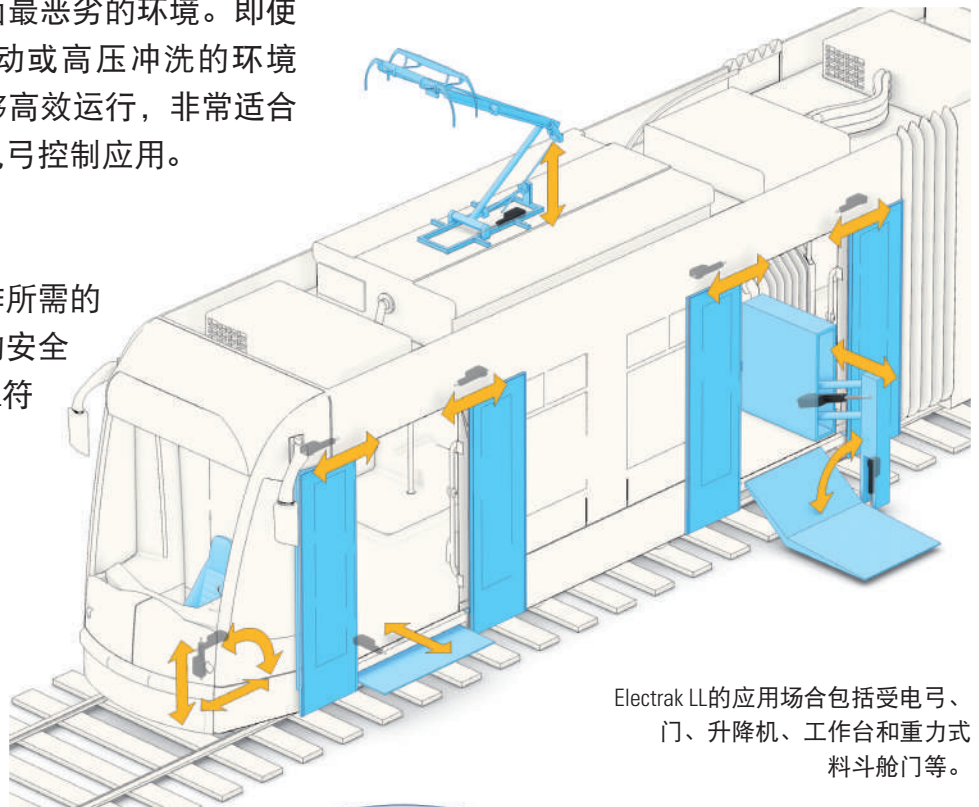 最恶劣的环境。即使
动或高压冲洗的环境
够高效运行，非常适合
弓控制应用。
所需的
安全
符
Electrak LL的应用场合包括受电弓、
门、升降机、工作台和重力式
料斗舱门等。